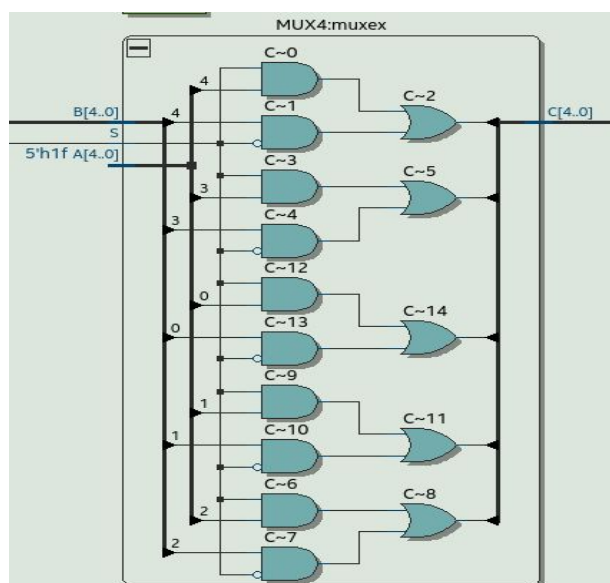 MUX4:muxex
C~0
4
B[4..0]
4
C~1
C~2
C[4..0]
S
5'h1f A[4..0]
C~3
3
C~5
3
C~4
C~12
0
C~14
0
C~13
C~9
1
C~11
1
C~10
C~6
2
C~8
2
C~7